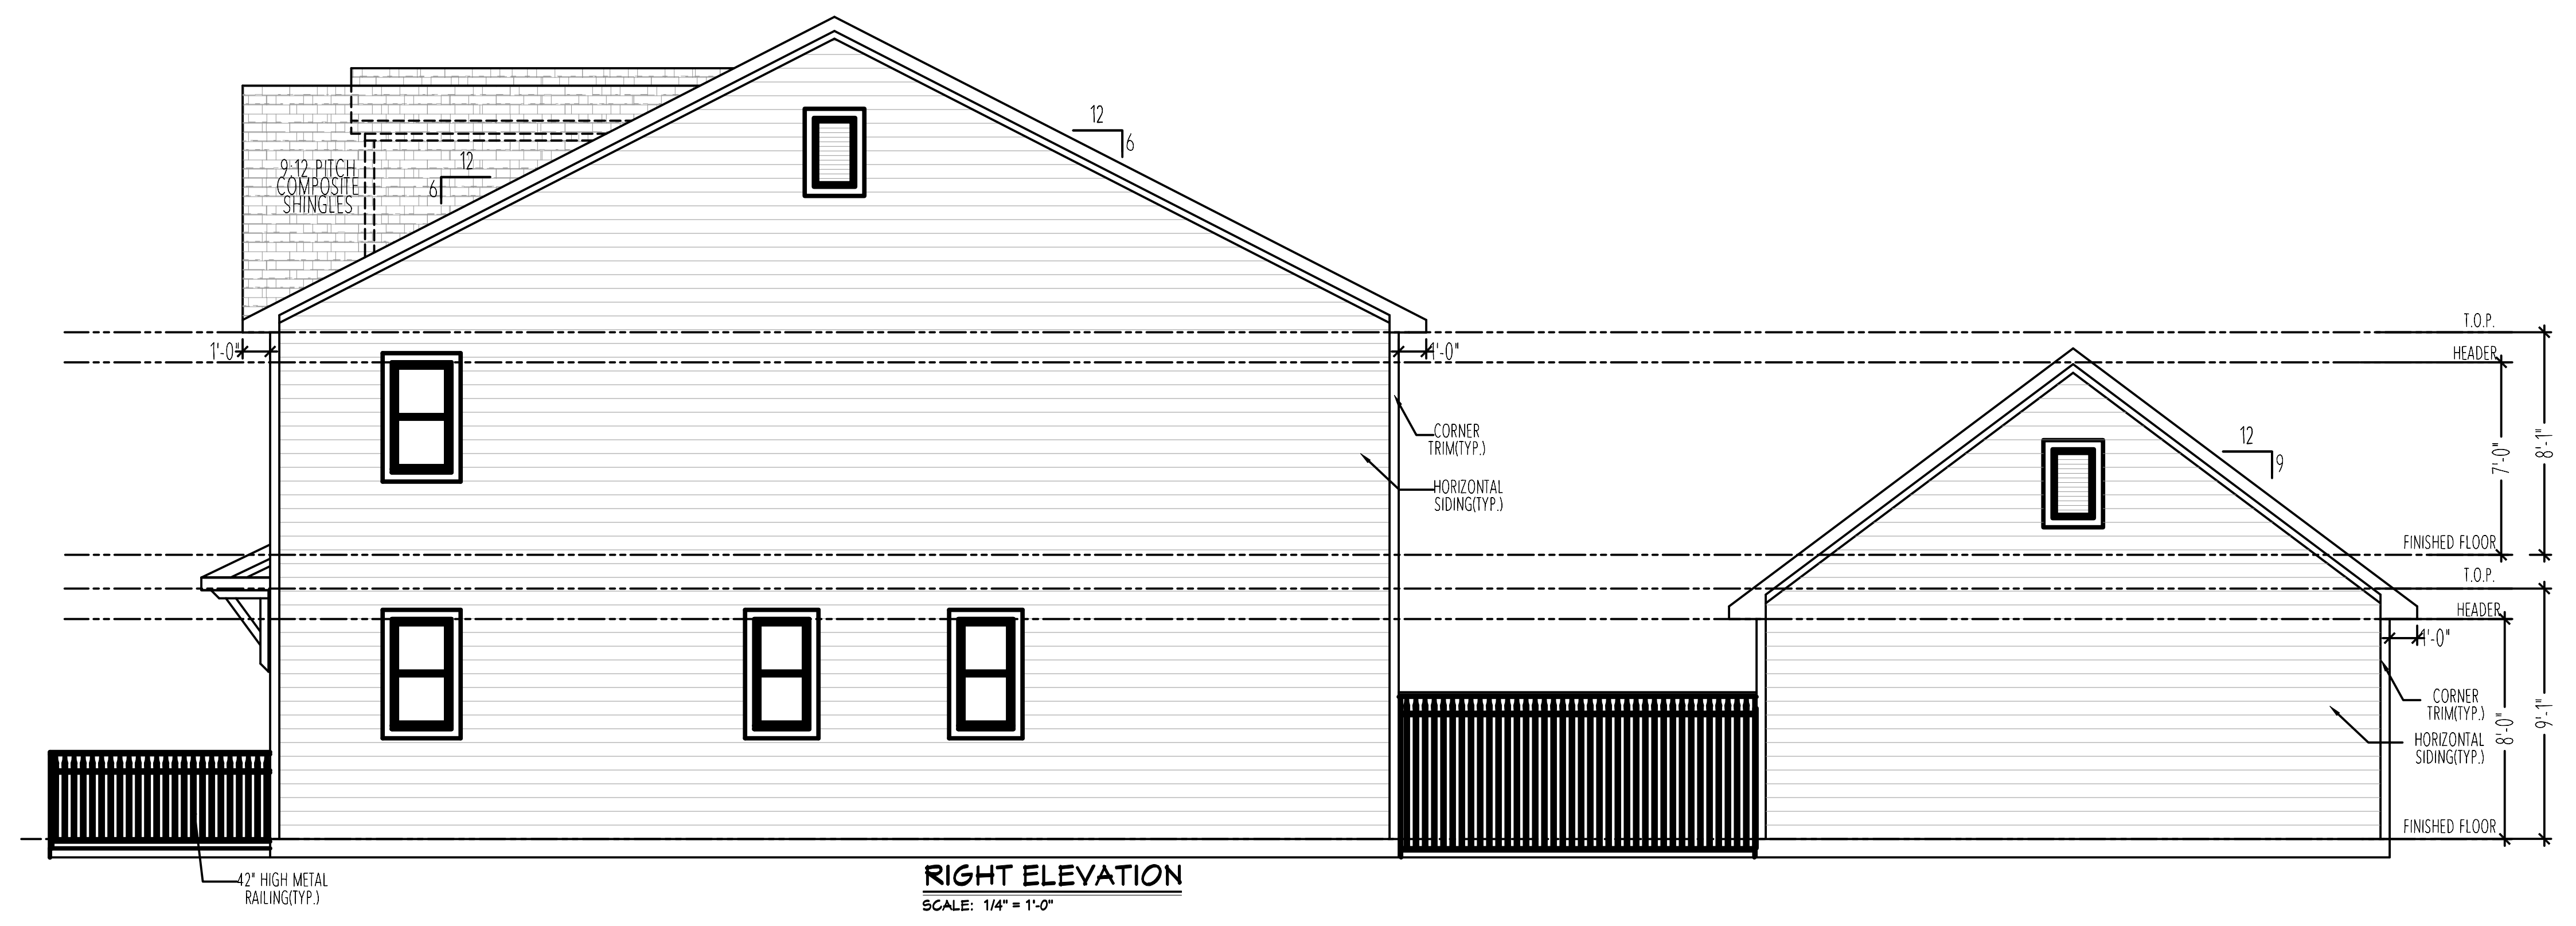 12
6
12
6
9:12 PITCH
COMPOSITE
SHINGLES
T.O.P.
1'-0"
1'-0"
HEADER
CORNER
TRIM(TYP.)
12
9
7'-0"
8'-1"
HORIZONTAL
SIDING(TYP.)
FINISHED FLOOR
T.O.P.
HEADER
1'-0"
CORNER
TRIM(TYP.)
8'-0"
9'-1"
HORIZONTAL
SIDING(TYP.)
FINISHED FLOOR
42" HIGH METAL
RAILING(TYP.)
RIGHT ELEVATION
SCALE: 1/4" = 1'-0"